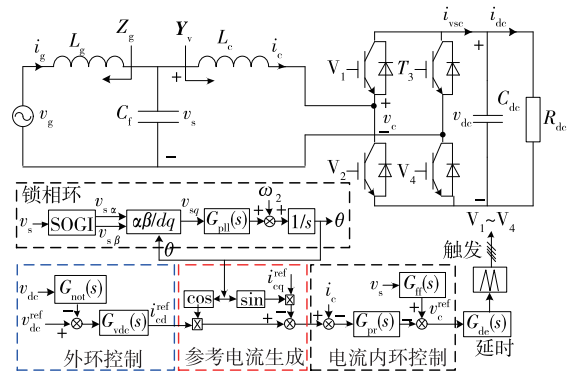 Z_g Y_v i_vsc i_dc
i_g L_g L_c i_c
+ V_1 T_3 +
v_g C_f v_s + v_c v_dc C_dc R_dc
− − V_2 V_4 −
锁相环 ω_2 V_1~V_4
v_s SOGI v_sα v_sβ αβ/dq v_sq G_pll(s) + + 1/s θ
θ 触发
v_dc G_not(s) cos sin i_cq^ref i_c v_s G_ff(s)
v_dc^ref + − G_vdc(s) i_cd^ref + − + − G_pr(s) − + v_c^ref G_de(s)
外环控制 参考电流生成 电流内环控制 延时